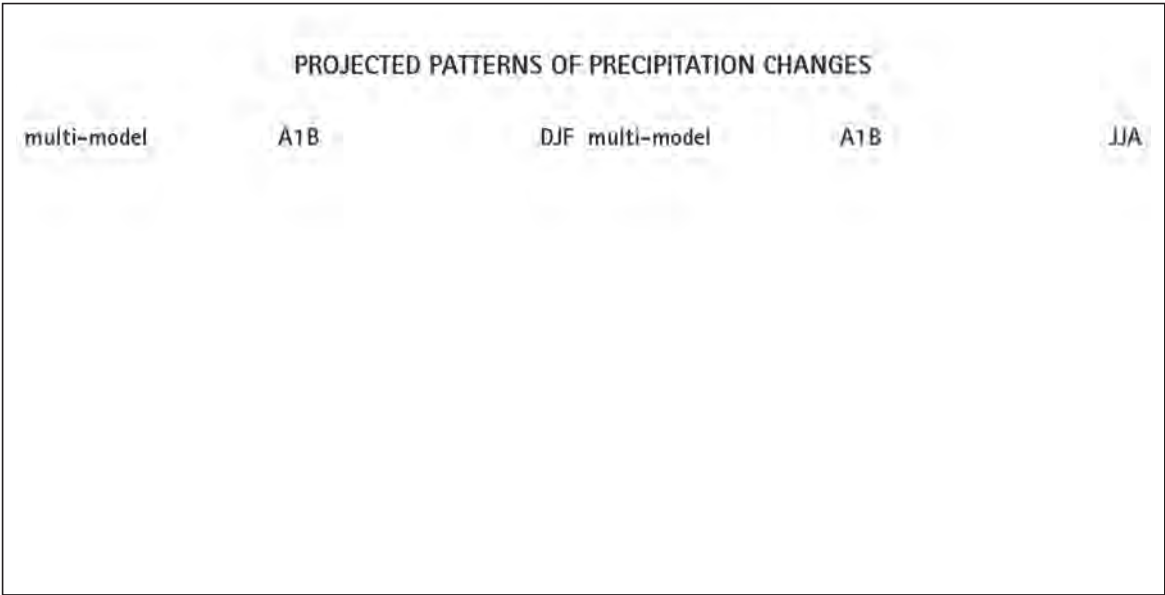 PROJECTED PATTERNS OF PRECIPITATION CHANGES
multi-model A1B DJF multi-model A1B JJA